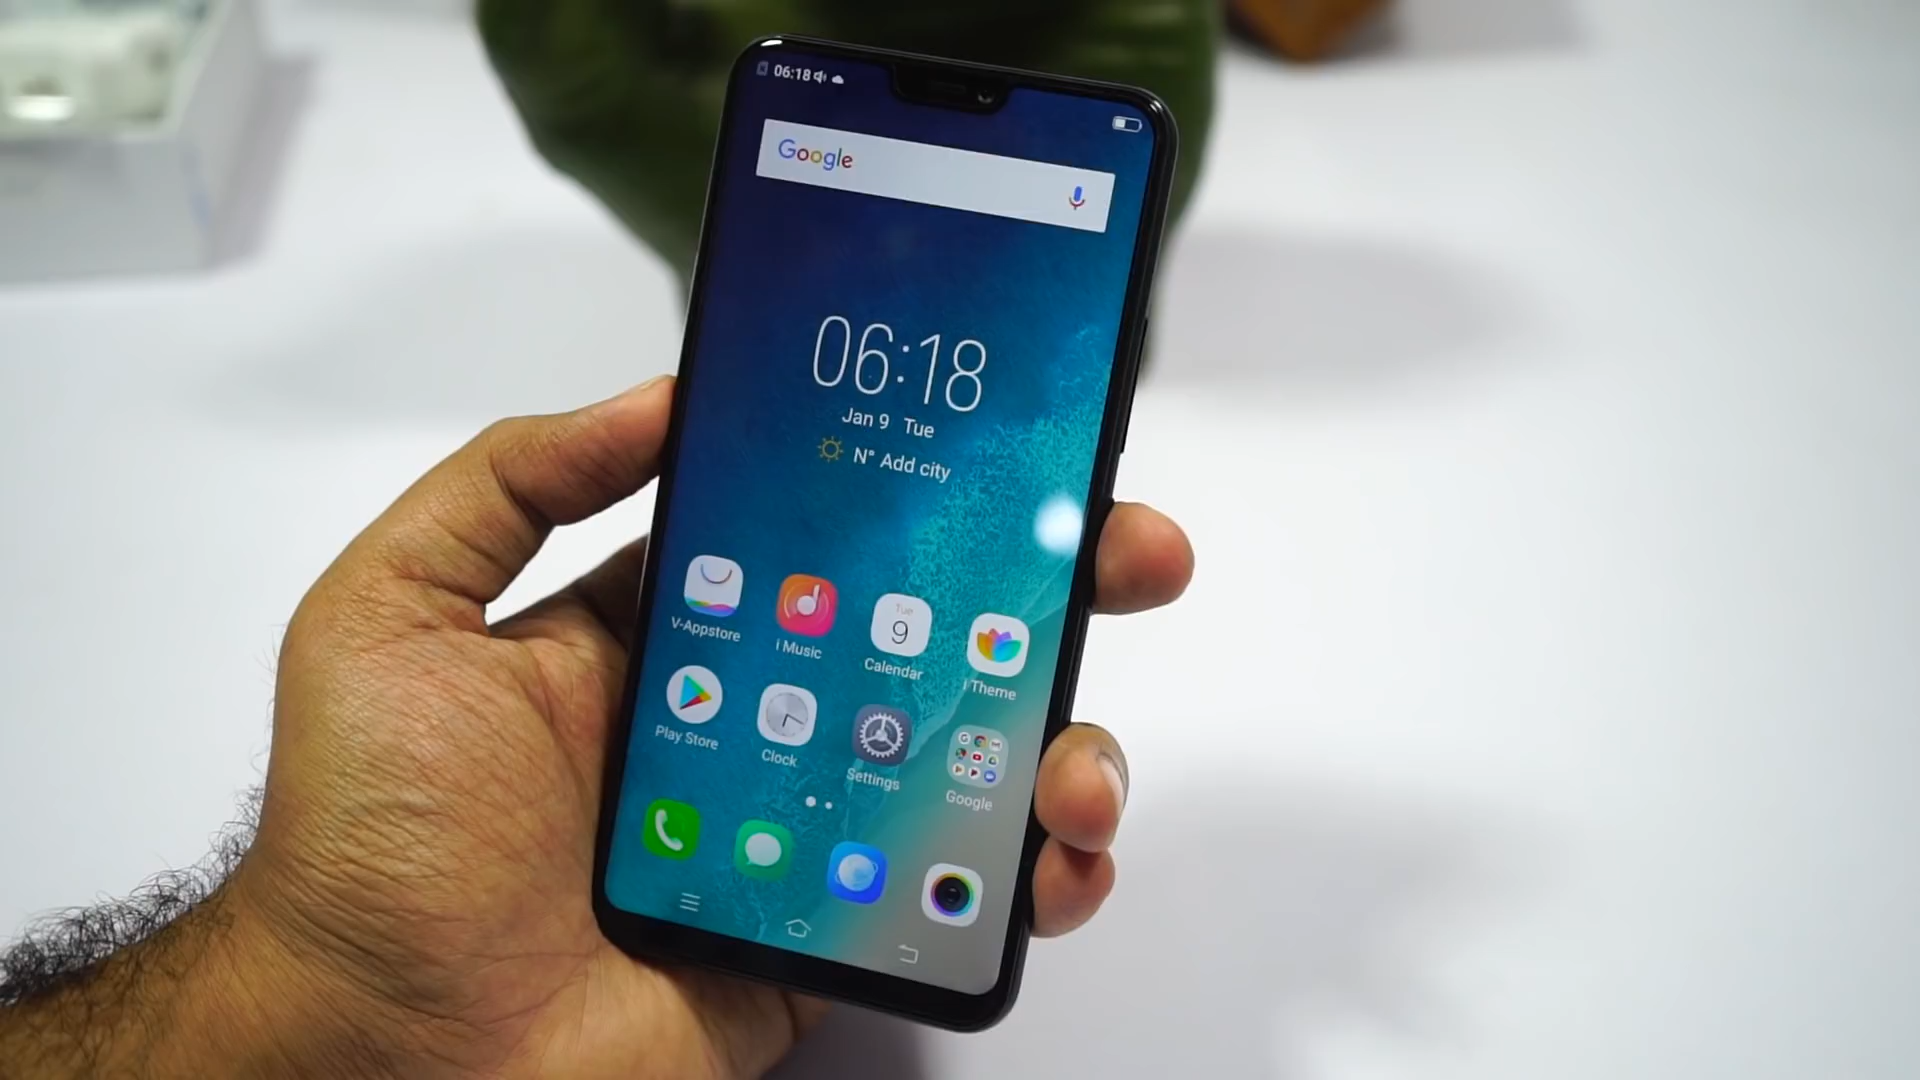 06:18
Google
06:18
Jan 9 Tue
N° Add city
V-Appstore
i Music
Tue
9
Calendar
i Theme
Play Store
Clock
Settings
Google